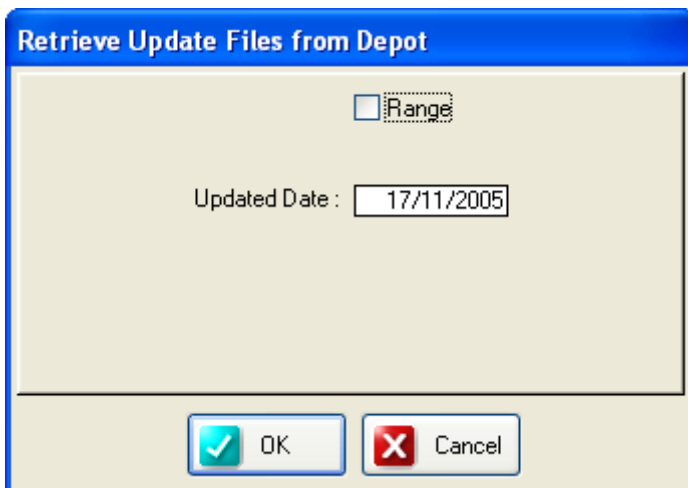 Retrieve Update Files from Depot
Range
Updated Date : 17/11/2005
OK Cancel